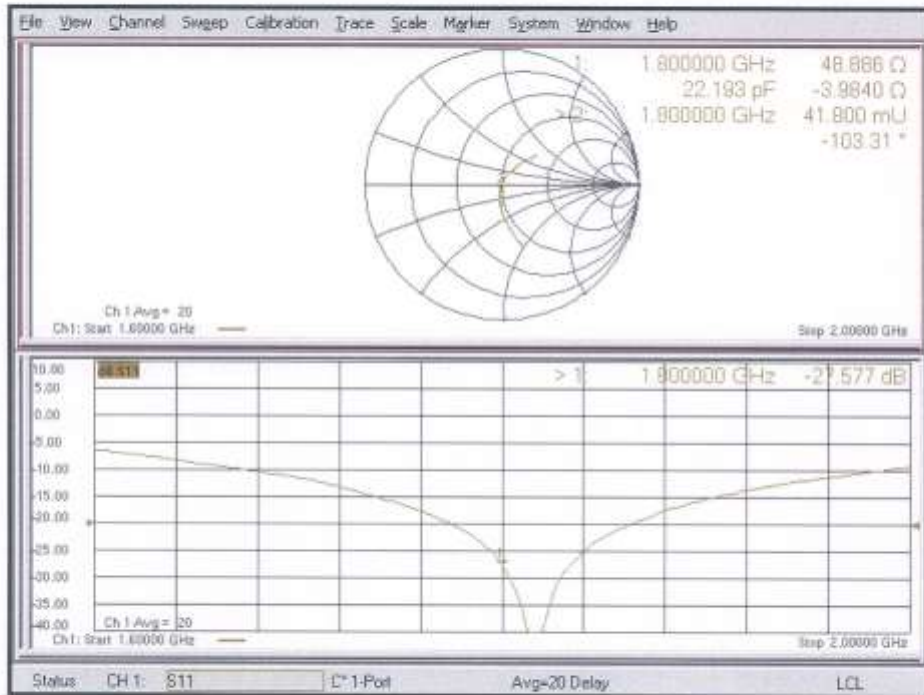 File View Channel Sweep Calibration Trace Scale Marker System Window Help
1: 1.800000 GHz 48.886 Ω
22.193 pF -3.9840 Ω
> 2: 1.800000 GHz 41.800 mU
-103.31 °
Ch 1 Avg = 20
Ch1: Start 1.60000 GHz
Stop 2.00000 GHz
10.00
> 1: 1.800000 GHz -27.577 dB
5.00
0.00
-5.00
-10.00
-15.00
-20.00
-25.00
1
-30.00
-35.00
-40.00
Ch 1 Avg = 20
Ch1: Start 1.60000 GHz
Stop 2.00000 GHz
Status CH 1: S11 C* 1-Port Avg=20 Delay LCL